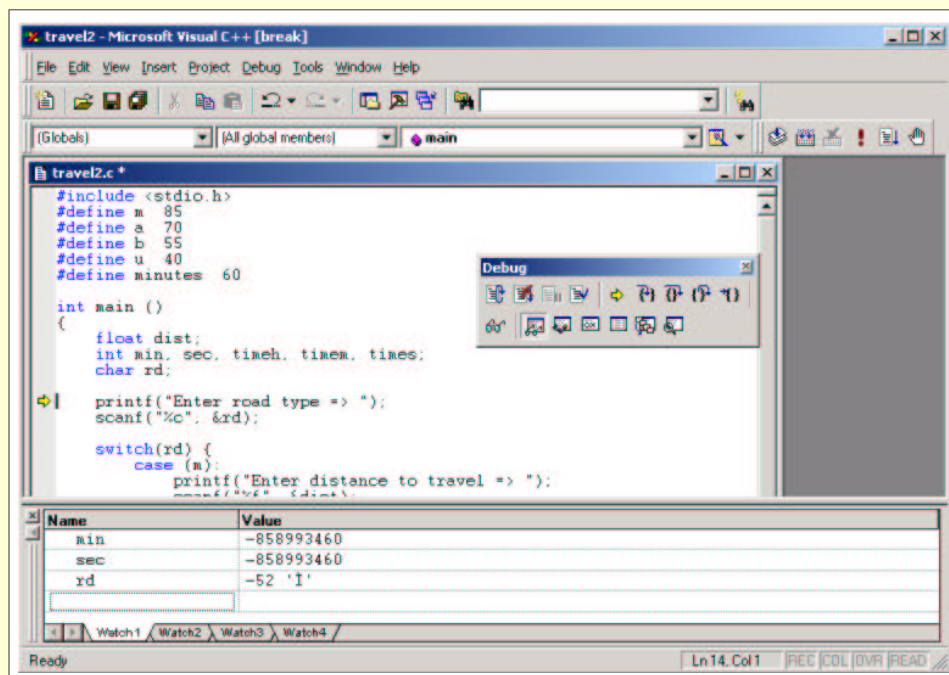 travel2 - Microsoft Visual C++ [break]
File Edit View Insert Project Debug Tools Window Help
(Globals) (All global members) main
travel2.c *
#include <stdio.h>
#define m 85
#define a 70
#define b 55
#define u 40
#define minutes 60
Debug
int main ()
{
float dist;
int min, sec, timeh, timem, times;
char rd;
printf("Enter road type => ");
scanf("%c", &rd);
switch(rd) {
case (m):
printf("Enter distance to travel => ");
scanf("%f", &dist);
Name Value
min -858993460
sec -858993460
rd -52 'Ì'
Watch1 Watch2 Watch3 Watch4
Ready Ln 14, Col 1 REC COL OVR READ